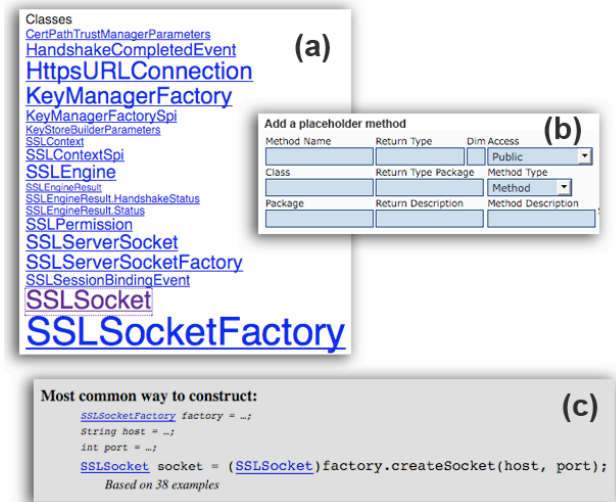 Classes
CertPathTrustManagerParameters
HandshakeCompletedEvent
HttpsURLConnection
KeyManagerFactory
KeyManagerFactorySpi
KeyStoreBuilderParameters
SSLContext
SSLContextSpi
SSLEngine
SSLEngineResult
SSLEngineResult.HandshakeStatus
SSLEngineResult.Status
SSLPermission
SSLServerSocket
SSLServerSocketFactory
SSLSessionBindingEvent
SSLSocket
SSLSocketFactory
(a)
Add a placeholder method
(b)
Method Name Return Type Dim Access
Public
Class Return Type Package Method Type
Method
Package Return Description Method Description
Most common way to construct:
(c)
SSLSocketFactory factory = …;
String host = …;
int port = …;
SSLSocket socket = (SSLSocket)factory.createSocket(host, port);
Based on 38 examples